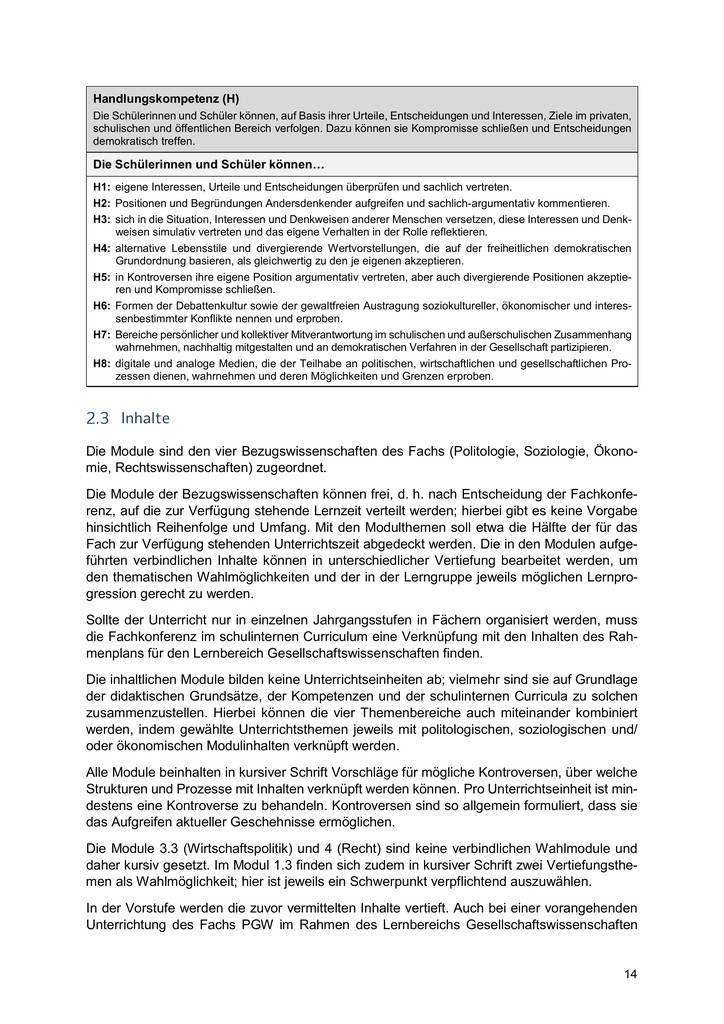 Handlungskompetenz (H)
Die Schülerinnen und Schüler können, auf Basis ihrer Urteile, Entscheidungen und Interessen, Ziele im privaten,
schulischen und öffentlichen Bereich verfolgen. Dazu können sie Kompromisse schließen und Entscheidungen
demokratisch treffen.
Die Schülerinnen und Schüler können…
H1: eigene Interessen, Urteile und Entscheidungen überprüfen und sachlich vertreten.
H2: Positionen und Begründungen Andersdenkender aufgreifen und sachlich-argumentativ kommentieren.
H3: sich in die Situation, Interessen und Denkweisen anderer Menschen versetzen, diese Interessen und Denk-
weisen simulativ vertreten und das eigene Verhalten in der Rolle reflektieren.
H4: alternative Lebensstile und divergierende Wertvorstellungen, die auf der freiheitlichen demokratischen
Grundordnung basieren, als gleichwertig zu den je eigenen akzeptieren.
H5: in Kontroversen ihre eigene Position argumentativ vertreten, aber auch divergierende Positionen akzeptie-
ren und Kompromisse schließen.
H6: Formen der Debattenkultur sowie der gewaltfreien Austragung soziokultureller, ökonomischer und interes-
senbestimmter Konflikte nennen und erproben.
H7: Bereiche persönlicher und kollektiver Mitverantwortung im schulischen und außerschulischen Zusammenhang
wahrnehmen, nachhaltig mitgestalten und an demokratischen Verfahren in der Gesellschaft partizipieren.
H8: digitale und analoge Medien, die der Teilhabe an politischen, wirtschaftlichen und gesellschaftlichen Pro-
zessen dienen, wahrnehmen und deren Möglichkeiten und Grenzen erproben.
2.3 Inhalte
Die Module sind den vier Bezugswissenschaften des Fachs (Politologie, Soziologie, Ökono-
mie, Rechtswissenschaften) zugeordnet.
Die Module der Bezugswissenschaften können frei, d. h. nach Entscheidung der Fachkonfe-
renz, auf die zur Verfügung stehende Lernzeit verteilt werden; hierbei gibt es keine Vorgabe
hinsichtlich Reihenfolge und Umfang. Mit den Modulthemen soll etwa die Hälfte der für das
Fach zur Verfügung stehenden Unterrichtszeit abgedeckt werden. Die in den Modulen aufge-
führten verbindlichen Inhalte können in unterschiedlicher Vertiefung bearbeitet werden, um
den thematischen Wahlmöglichkeiten und der in der Lerngruppe jeweils möglichen Lernpro-
gression gerecht zu werden.
Sollte der Unterricht nur in einzelnen Jahrgangsstufen in Fächern organisiert werden, muss
die Fachkonferenz im schulinternen Curriculum eine Verknüpfung mit den Inhalten des Rah-
menplans für den Lernbereich Gesellschaftswissenschaften finden.
Die inhaltlichen Module bilden keine Unterrichtseinheiten ab; vielmehr sind sie auf Grundlage
der didaktischen Grundsätze, der Kompetenzen und der schulinternen Curricula zu solchen
zusammenzustellen. Hierbei können die vier Themenbereiche auch miteinander kombiniert
werden, indem gewählte Unterrichtsthemen jeweils mit politologischen, soziologischen und/
oder ökonomischen Modulinhalten verknüpft werden.
Alle Module beinhalten in kursiver Schrift Vorschläge für mögliche Kontroversen, über welche
Strukturen und Prozesse mit Inhalten verknüpft werden können. Pro Unterrichtseinheit ist min-
destens eine Kontroverse zu behandeln. Kontroversen sind so allgemein formuliert, dass sie
das Aufgreifen aktueller Geschehnisse ermöglichen.
Die Module 3.3 (Wirtschaftspolitik) und 4 (Recht) sind keine verbindlichen Wahlmodule und
daher kursiv gesetzt. Im Modul 1.3 finden sich zudem in kursiver Schrift zwei Vertiefungsthe-
men als Wahlmöglichkeit; hier ist jeweils ein Schwerpunkt verpflichtend auszuwählen.
In der Vorstufe werden die zuvor vermittelten Inhalte vertieft. Auch bei einer vorangehenden
Unterrichtung des Fachs PGW im Rahmen des Lernbereichs Gesellschaftswissenschaften
14